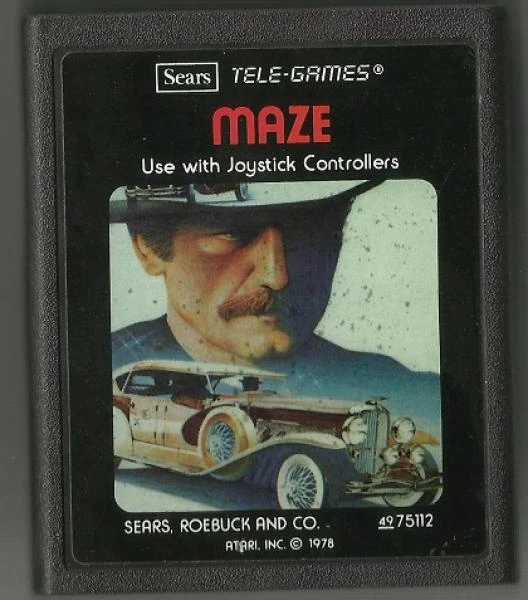 Sears TELE-GAMES®
MAZE
Use with Joystick Controllers
SEARS, ROEBUCK AND CO. 49 75112
ATARI, INC. © 1978